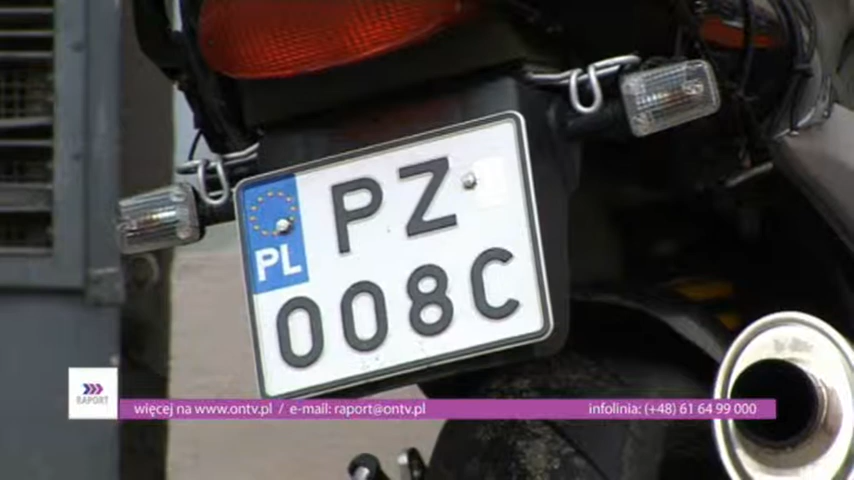 PZ
PL
008C
RAPORT
więcej na www.ontv.pl / e-mail: raport@ontv.pl
infolinia: (+48) 61 64 99 000